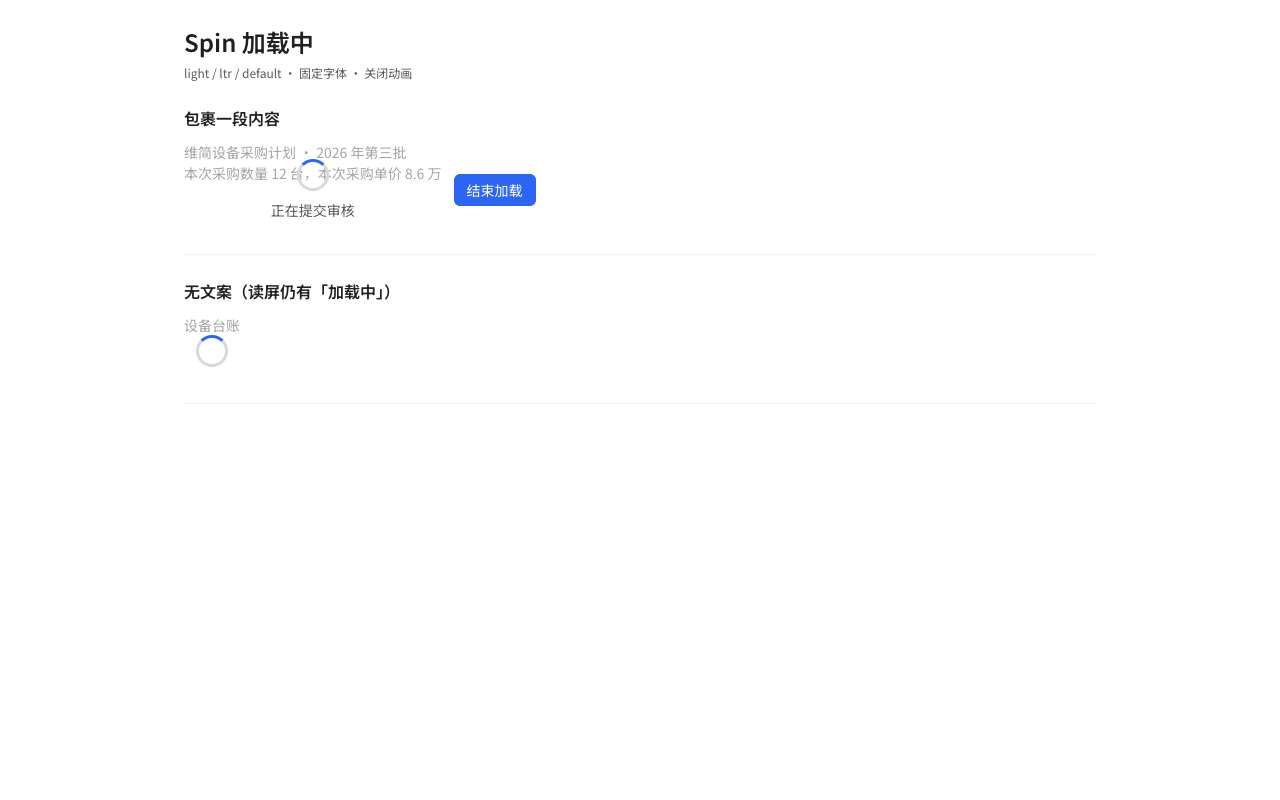 Spin 加载中
light / ltr / default · 固定字体 · 关闭动画
包裹一段内容
维简设备采购计划 · 2026 年第三批
本次采购数量 12 台，本次采购单价 8.6 万
结束加载
正在提交审核
无文案（读屏仍有「加载中」）
设备台账